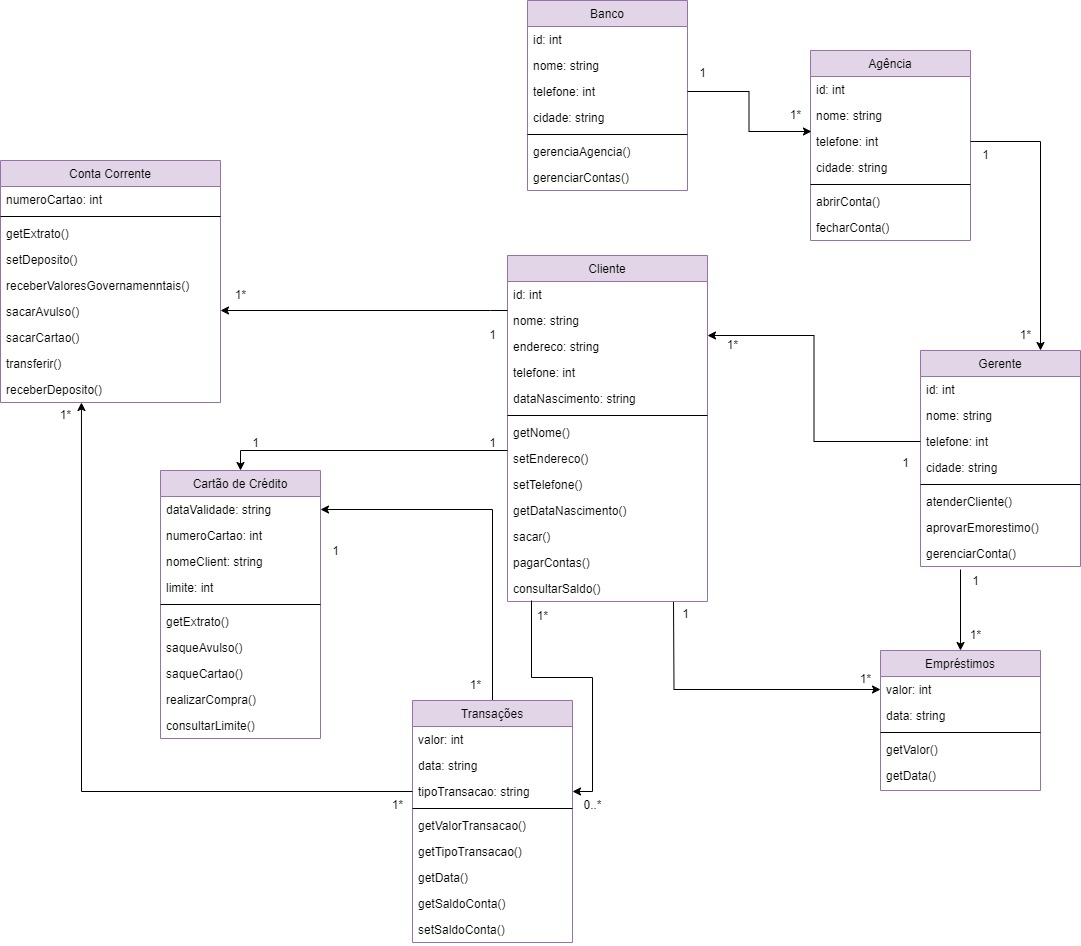 Banco
id: int
nome: string
telefone: int
cidade: string
gerenciaAgencia()
gerenciarContas()
1
1*
Agência
id: int
nome: string
telefone: int
cidade: string
abrirConta()
fecharConta()
1
1*
Conta Corrente
numeroCartao: int
getExtrato()
setDeposito()
receberValoresGovernamenntais()
sacarAvulso()
sacarCartao()
transferir()
receberDeposito()
1*
1*
1
Cliente
id: int
nome: string
endereco: string
telefone: int
dataNascimento: string
getNome()
setEndereco()
setTelefone()
getDataNascimento()
sacar()
pagarContas()
consultarSaldo()
1*
1
1*
1
Gerente
id: int
nome: string
telefone: int
cidade: string
atenderCliente()
aprovarEmorestimo()
gerenciarConta()
1
1*
1
1
Cartão de Crédito
dataValidade: string
numeroCartao: int
nomeClient: string
limite: int
getExtrato()
saqueAvulso()
saqueCartao()
realizarCompra()
consultarLimite()
1
1*
Transações
valor: int
data: string
tipoTransacao: string
getValorTransacao()
getTipoTransacao()
getData()
getSaldoConta()
setSaldoConta()
1*
0..*
1*
Empréstimos
valor: int
data: string
getValor()
getData()